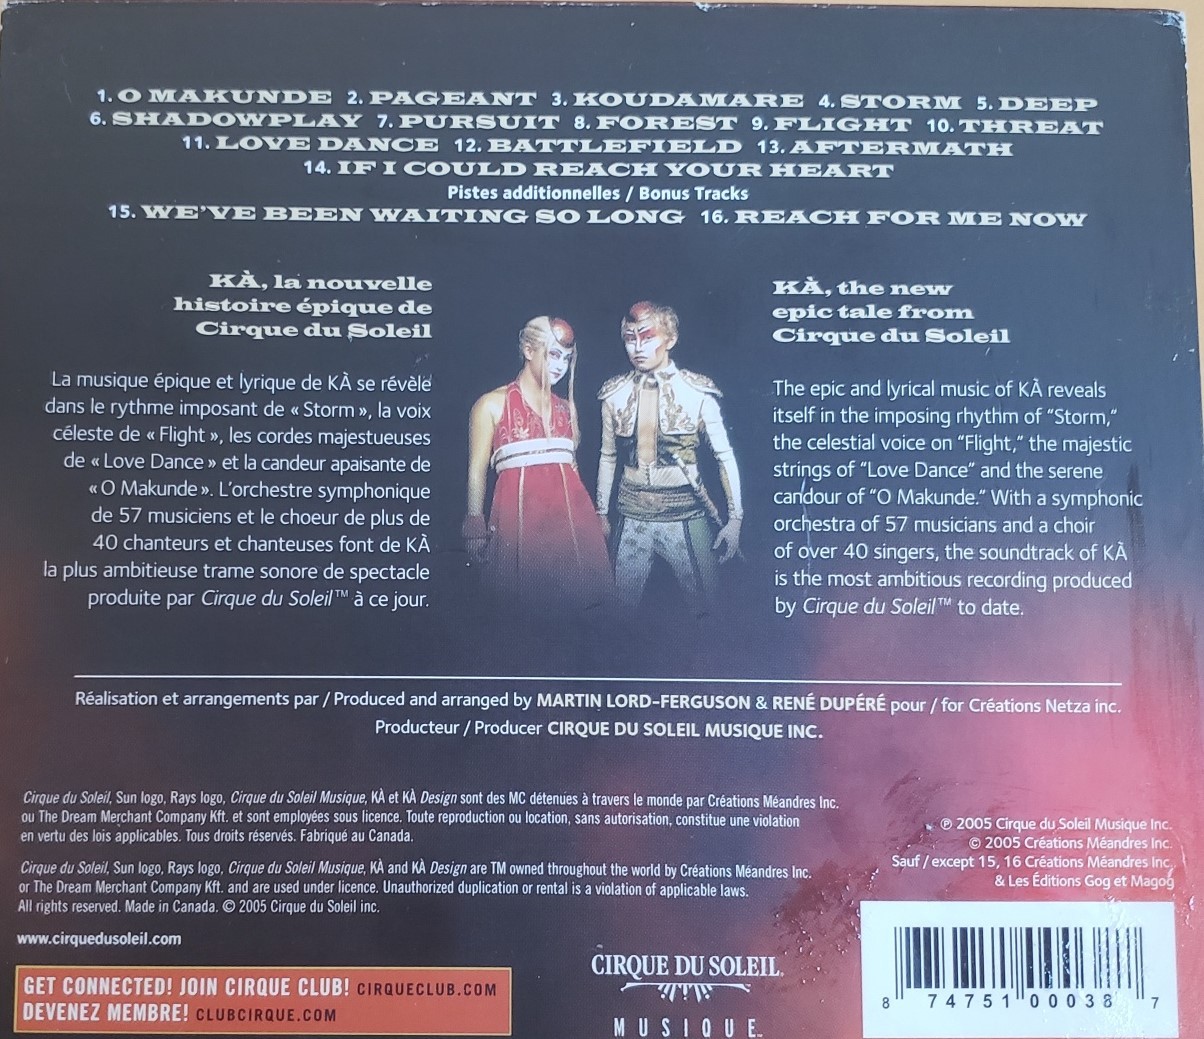 1. O MAKUNDE 2. PAGEANT 3. KOUDAMARE 4. STORM 5. DEEP
6. SHADOWPLAY 7. PURSUIT 8. FOREST 9. FLIGHT 10. THREAT
11. LOVE DANCE 12. BATTLEFIELD 13. AFTERMATH
14. IF I COULD REACH YOUR HEART
Pistes additionnelles / Bonus Tracks
15. WE'VE BEEN WAITING SO LONG 16. REACH FOR ME NOW
KÀ, la nouvelle
histoire épique de
Cirque du Soleil
La musique épique et lyrique de KÀ se révèle
dans le rythme imposant de « Storm », la voix
céleste de « Flight », les cordes majestueuses
de « Love Dance » et la candeur apaisante de
« O Makunde ». L'orchestre symphonique
de 57 musiciens et le choeur de plus de
40 chanteurs et chanteuses font de KÀ
la plus ambitieuse trame sonore de spectacle
produite par Cirque du Soleil™ à ce jour.
KÀ, the new
epic tale from
Cirque du Soleil
The epic and lyrical music of KÀ reveals
itself in the imposing rhythm of "Storm,"
the celestial voice on "Flight," the majestic
strings of "Love Dance" and the serene
candour of "O Makunde." With a symphonic
orchestra of 57 musicians and a choir
of over 40 singers, the soundtrack of KÀ
is the most ambitious recording produced
by Cirque du Soleil™ to date.
Réalisation et arrangements par / Produced and arranged by MARTIN LORD-FERGUSON & RENÉ DUPÉRÉ pour / for Créations Netza inc.
Producteur / Producer CIRQUE DU SOLEIL MUSIQUE INC.
Cirque du Soleil, Sun logo, Rays logo, Cirque du Soleil Musique, KÀ et KÀ Design sont des MC détenues à travers le monde par Créations Méandres Inc.
ou The Dream Merchant Company Kft. et sont employées sous licence. Toute reproduction ou location, sans autorisation, constitue une violation
en vertu des lois applicables. Tous droits réservés. Fabriqué au Canada.
Cirque du Soleil, Sun logo, Rays logo, Cirque du Soleil Musique, KÀ and KÀ Design are TM owned throughout the world by Créations Méandres Inc.
or The Dream Merchant Company Kft. and are used under licence. Unauthorized duplication or rental is a violation of applicable laws.
All rights reserved. Made in Canada. © 2005 Cirque du Soleil inc.
www.cirquedusoleil.com
℗ 2005 Cirque du Soleil Musique Inc.
© 2005 Créations Méandres Inc.
Sauf / except 15, 16 Créations Méandres Inc.
& Les Éditions Gog et Magog
GET CONNECTED! JOIN CIRQUE CLUB! CIRQUECLUB.COM
DEVENEZ MEMBRE! CLUBCIRQUE.COM
CIRQUE DU SOLEIL.
MUSIQUE™
8 74751 00038 7